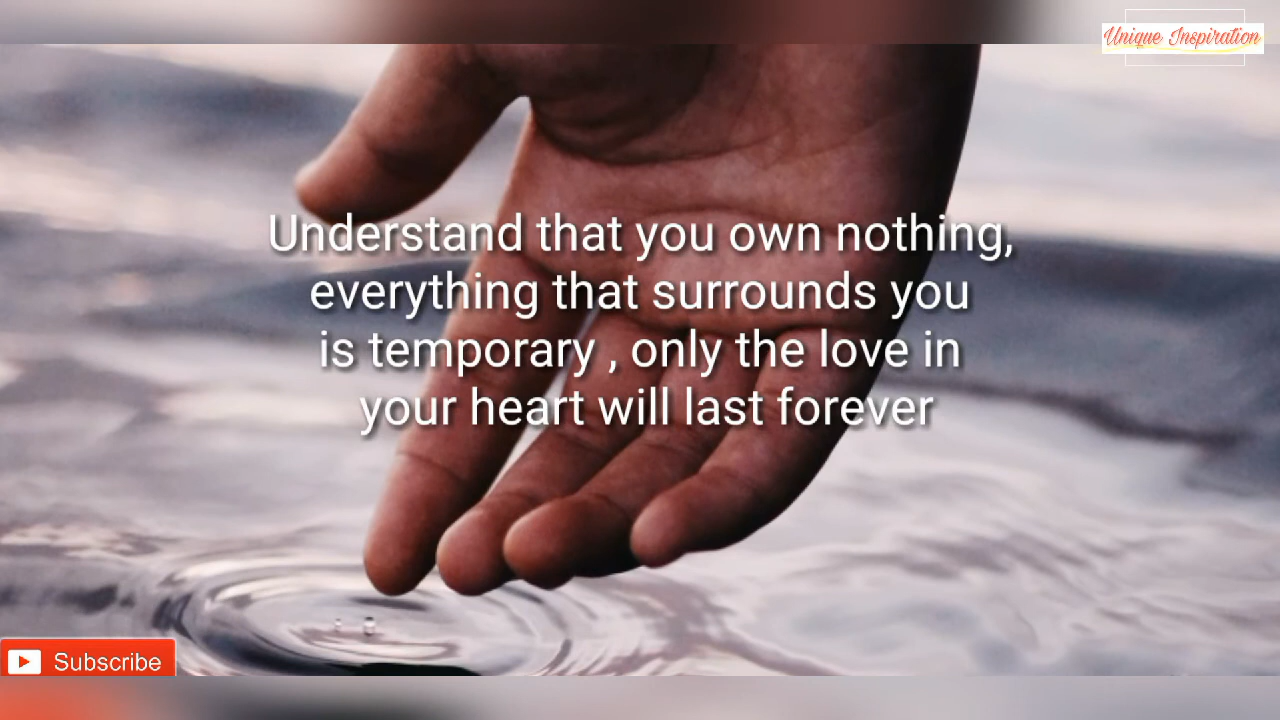 Unique Inspiration
Understand that you own nothing,
everything that surrounds you
is temporary , only the love in
your heart will last forever
Subscribe